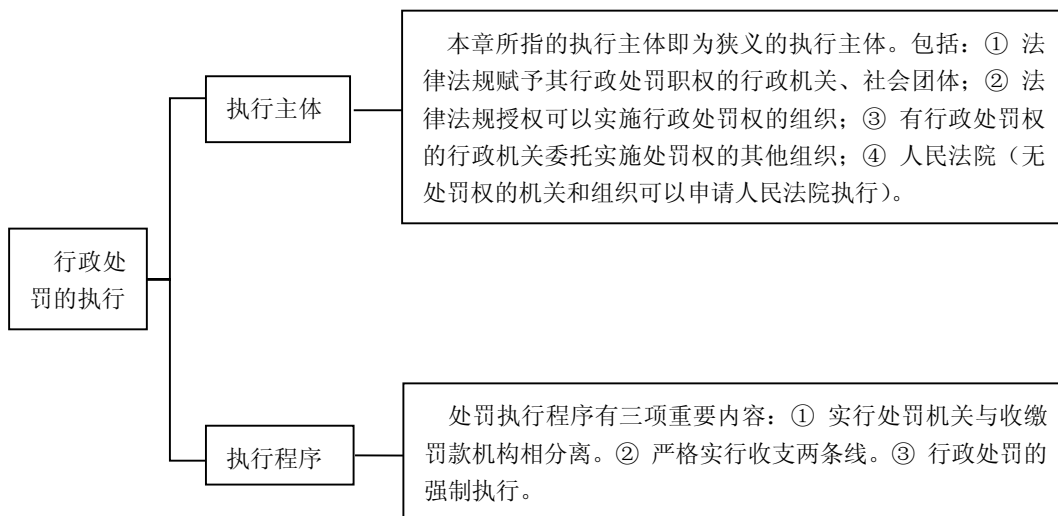 行政处
罚的执行
执行主体
本章所指的执行主体即为狭义的执行主体。包括：① 法
律法规赋予其行政处罚职权的行政机关、社会团体；② 法
律法规授权可以实施行政处罚权的组织；③ 有行政处罚权
的行政机关委托实施处罚权的其他组织；④ 人民法院（无
处罚权的机关和组织可以申请人民法院执行）。
执行程序
处罚执行程序有三项重要内容：① 实行处罚机关与收缴
罚款机构相分离。② 严格实行收支两条线。③ 行政处罚的
强制执行。